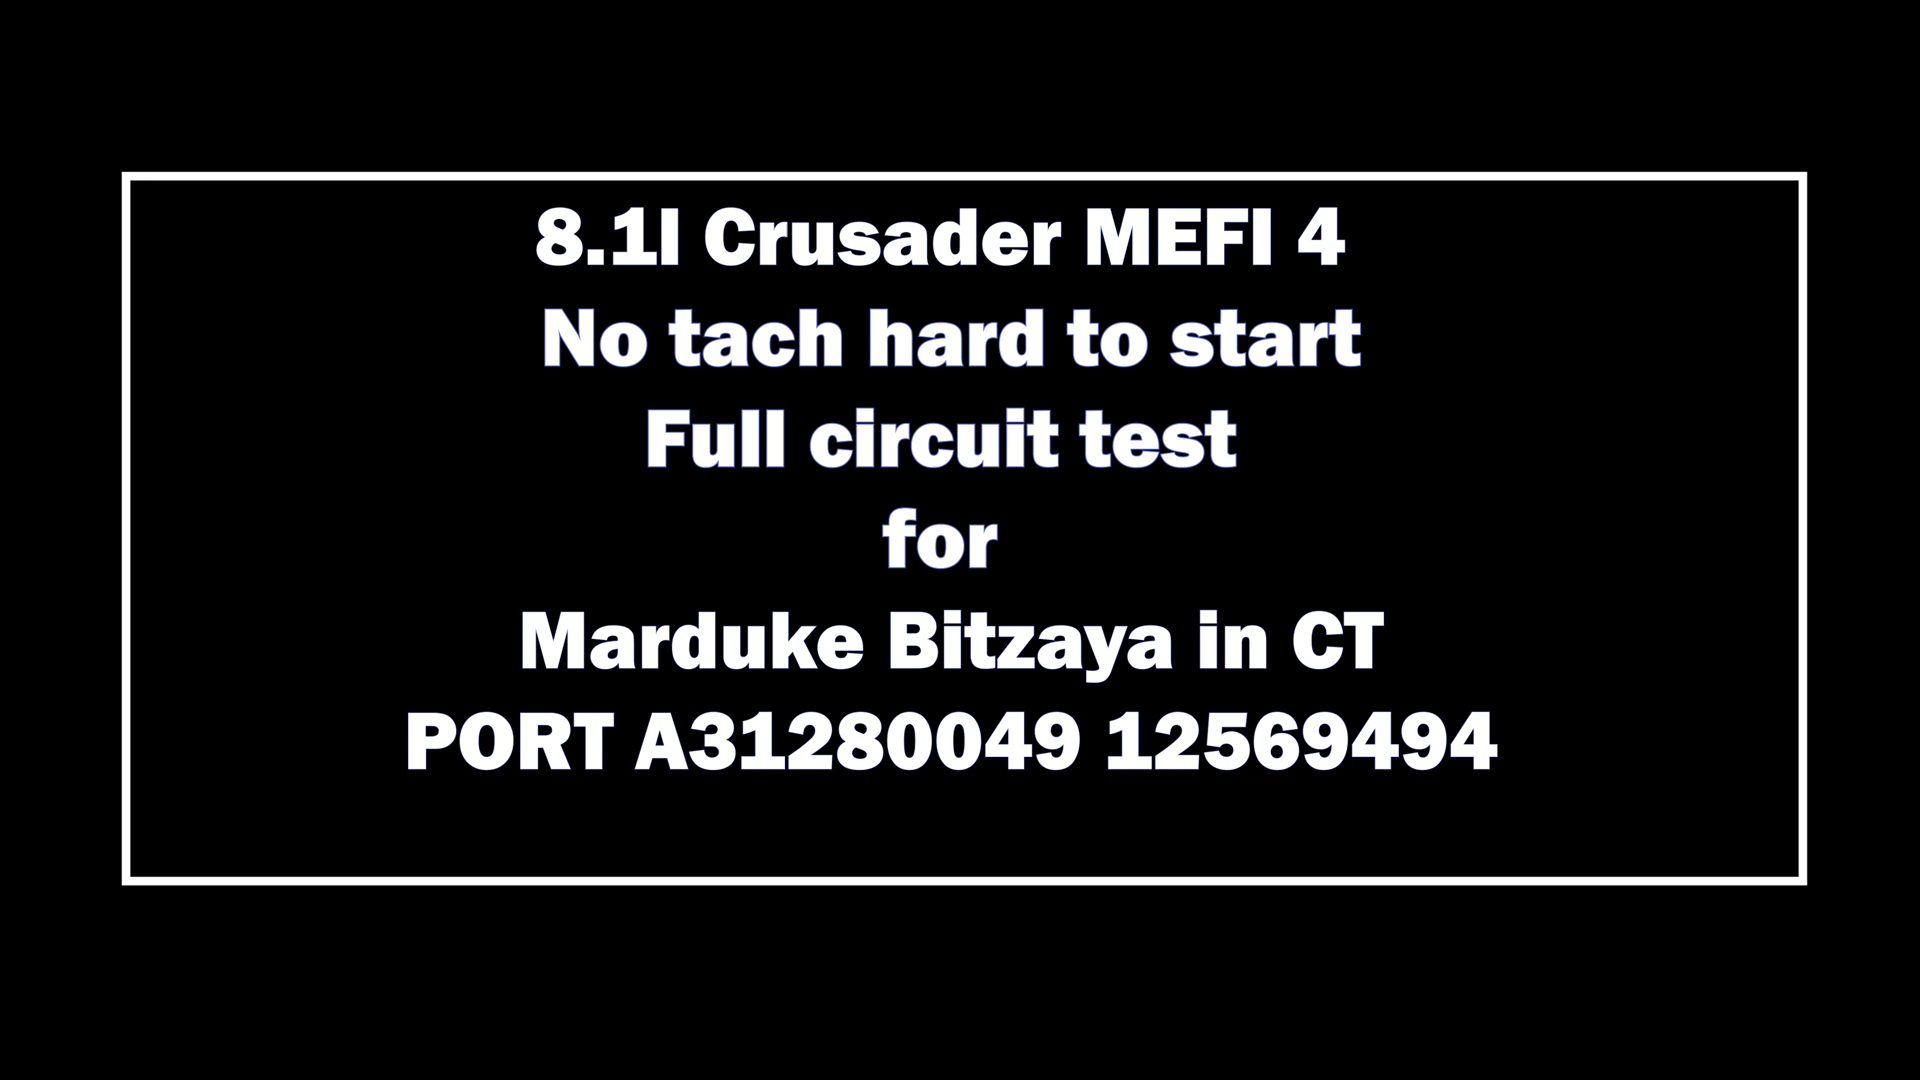 8.1l Crusader MEFI 4
No tach hard to start
Full circuit test
for
Marduke Bitzaya in CT
PORT A31280049 12569494